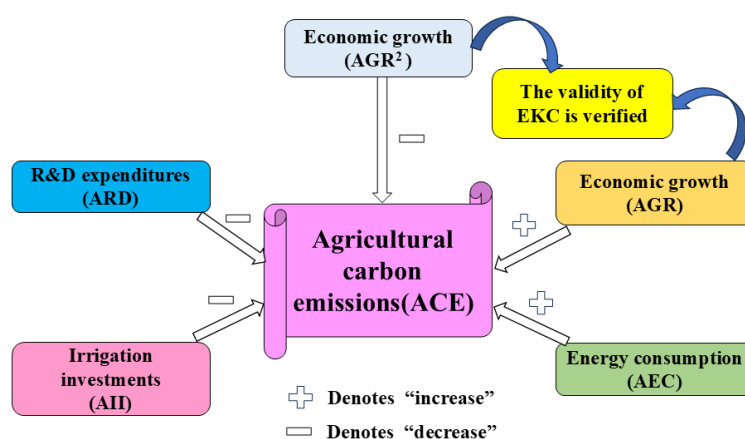 Economic growth
(AGR²)
The validity of
EKC is verified
R&D expenditures
(ARD)
Economic growth
(AGR)
Agricultural
carbon
emissions(ACE)
Irrigation
investments
(AII)
Energy consumption
(AEC)
Denotes “increase”
Denotes “decrease”